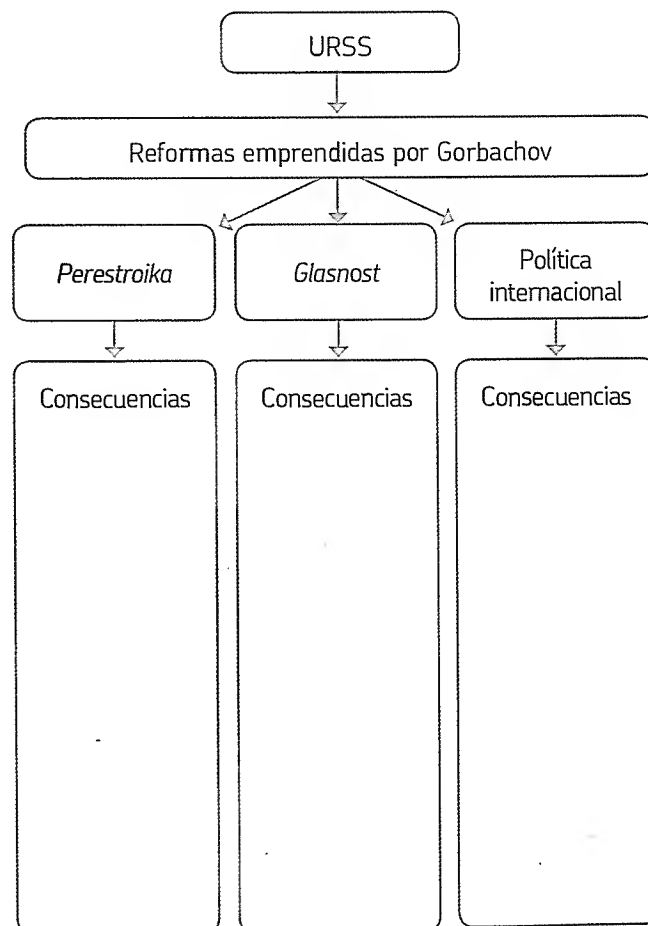 URSS
Reformas emprendidas por Gorbachov
Perestroika
Glasnost
Política
internacional
Consecuencias
Consecuencias
Consecuencias